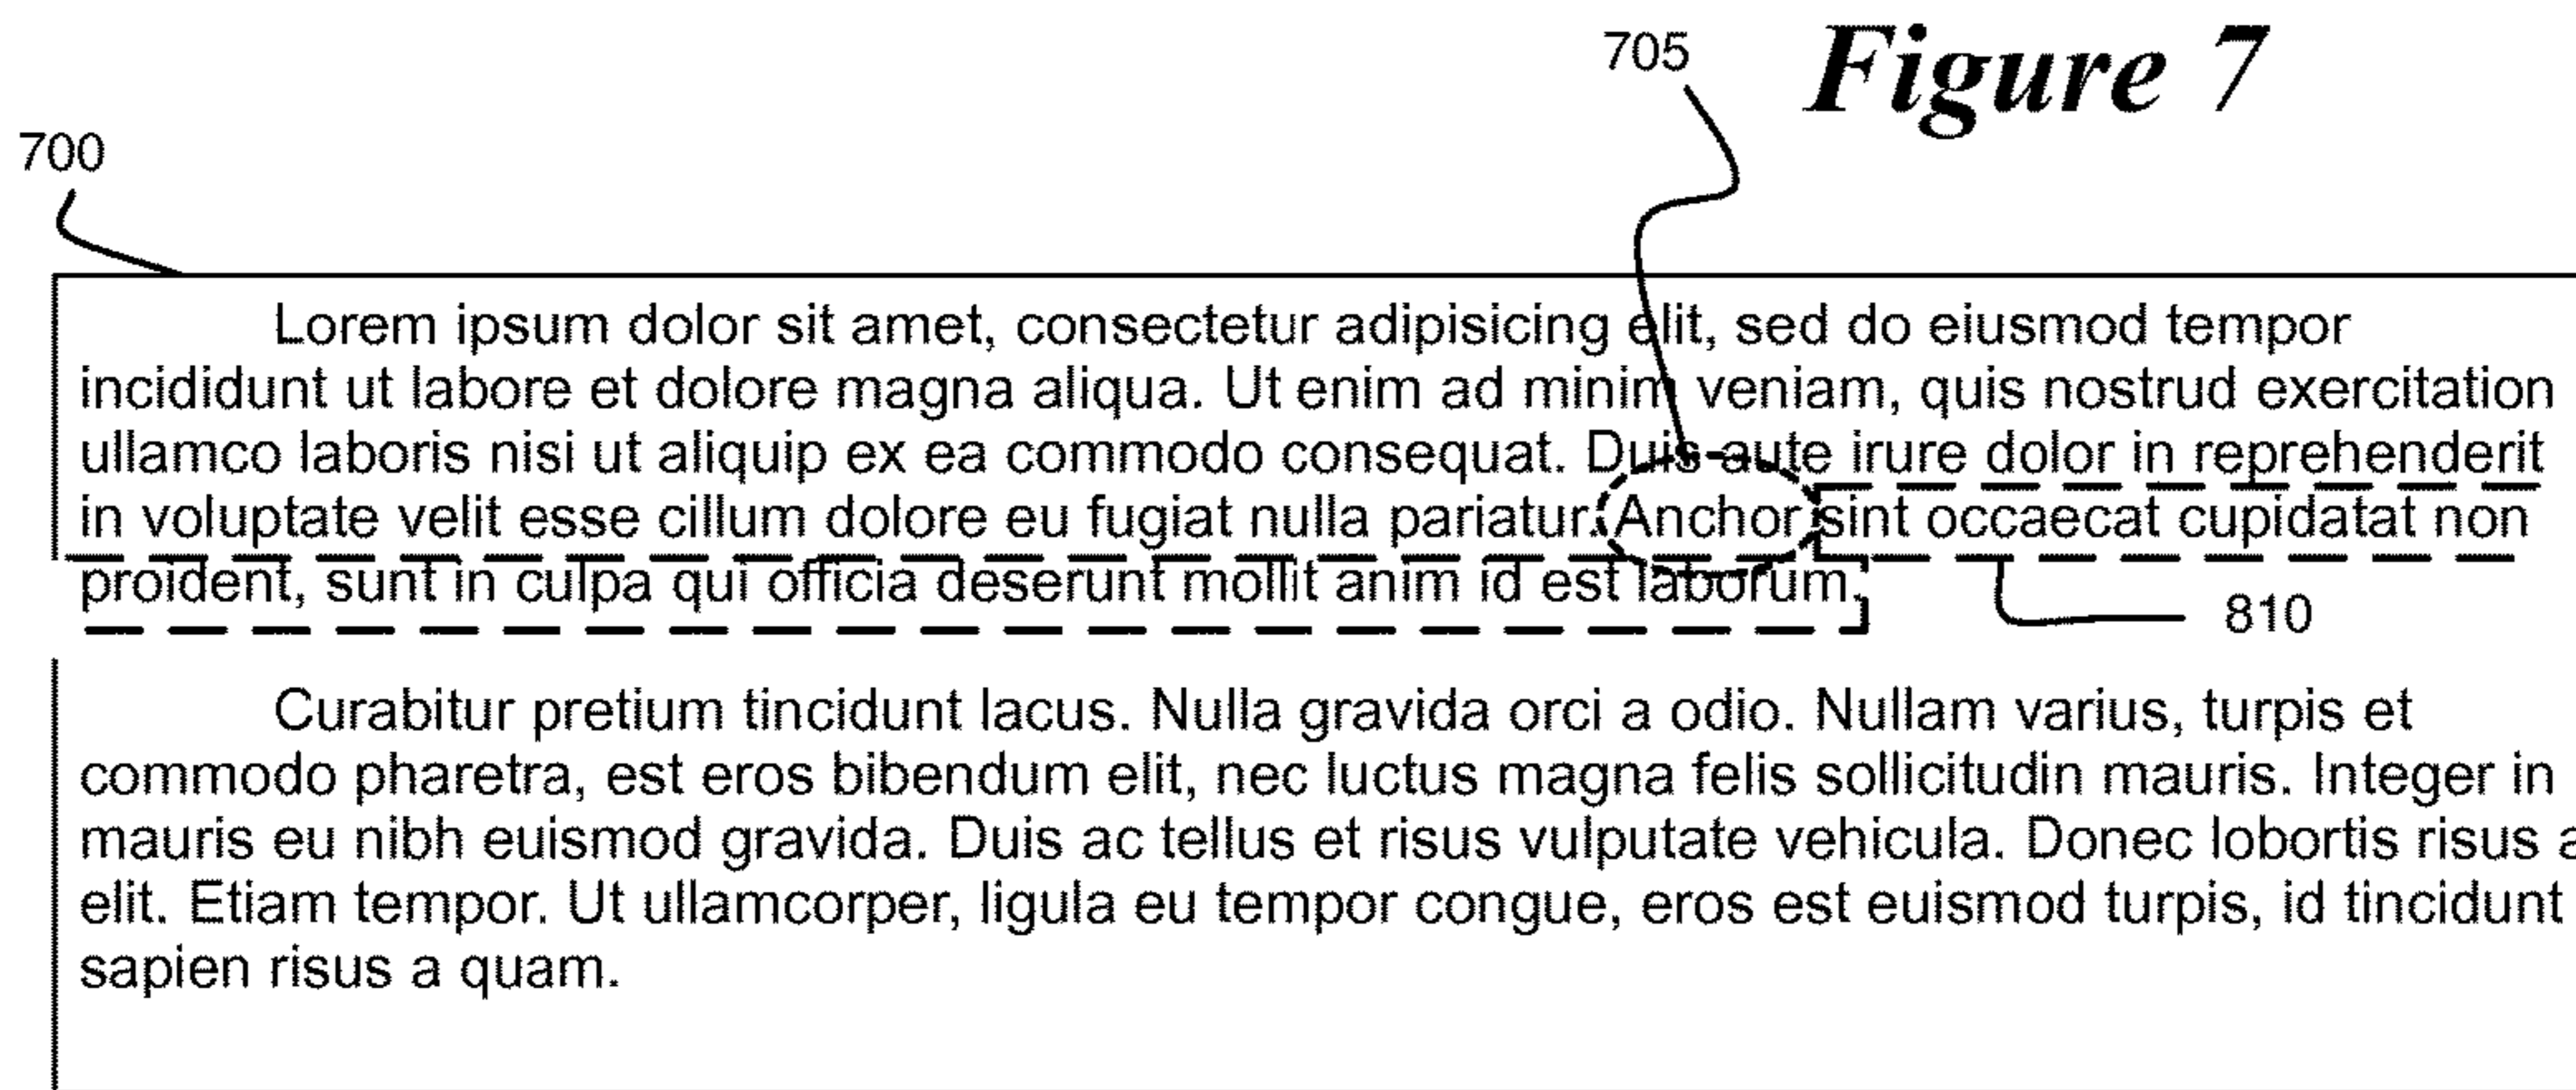 705
Figure 7
700
Lorem ipsum dolor sit amet, consectetur adipisicing elit, sed do eiusmod tempor
incididunt ut labore et dolore magna aliqua. Ut enim ad minim veniam, quis nostrud exercitation
ullamco laboris nisi ut aliquip ex ea commodo consequat. Duis aute irure dolor in reprehenderit
in voluptate velit esse cillum dolore eu fugiat nulla pariatur. Anchor sint occaecat cupidatat non
proident, sunt in culpa qui officia deserunt mollit anim id est laborum.
810
Curabitur pretium tincidunt lacus. Nulla gravida orci a odio. Nullam varius, turpis et
commodo pharetra, est eros bibendum elit, nec luctus magna felis sollicitudin mauris. Integer in
mauris eu nibh euismod gravida. Duis ac tellus et risus vulputate vehicula. Donec lobortis risus a
elit. Etiam tempor. Ut ullamcorper, ligula eu tempor congue, eros est euismod turpis, id tincidunt
sapien risus a quam.